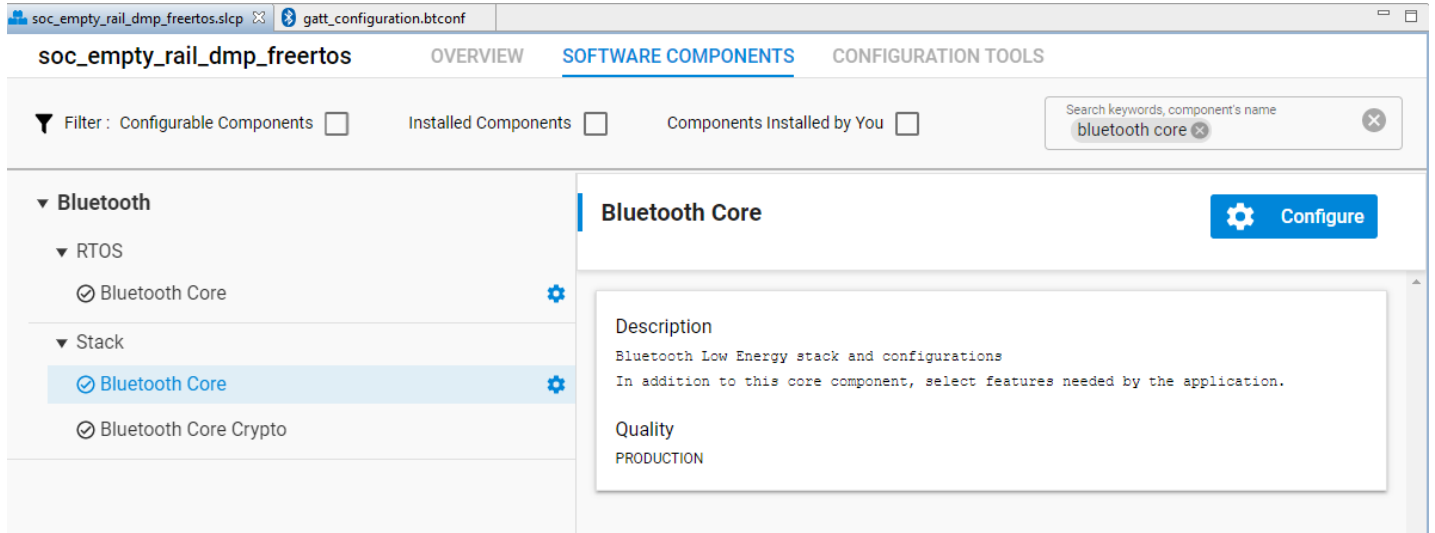 soc_empty_rail_dmp_freertos.slcp gatt_configuration.btconf
soc_empty_rail_dmp_freertos OVERVIEW SOFTWARE COMPONENTS CONFIGURATION TOOLS
Filter : Configurable Components Installed Components Components Installed by You
Search keywords, component's name
bluetooth core
Bluetooth
RTOS
Bluetooth Core
Stack
Bluetooth Core
Bluetooth Core Crypto
Bluetooth Core Configure
Description
Bluetooth Low Energy stack and configurations
In addition to this core component, select features needed by the application.
Quality
PRODUCTION